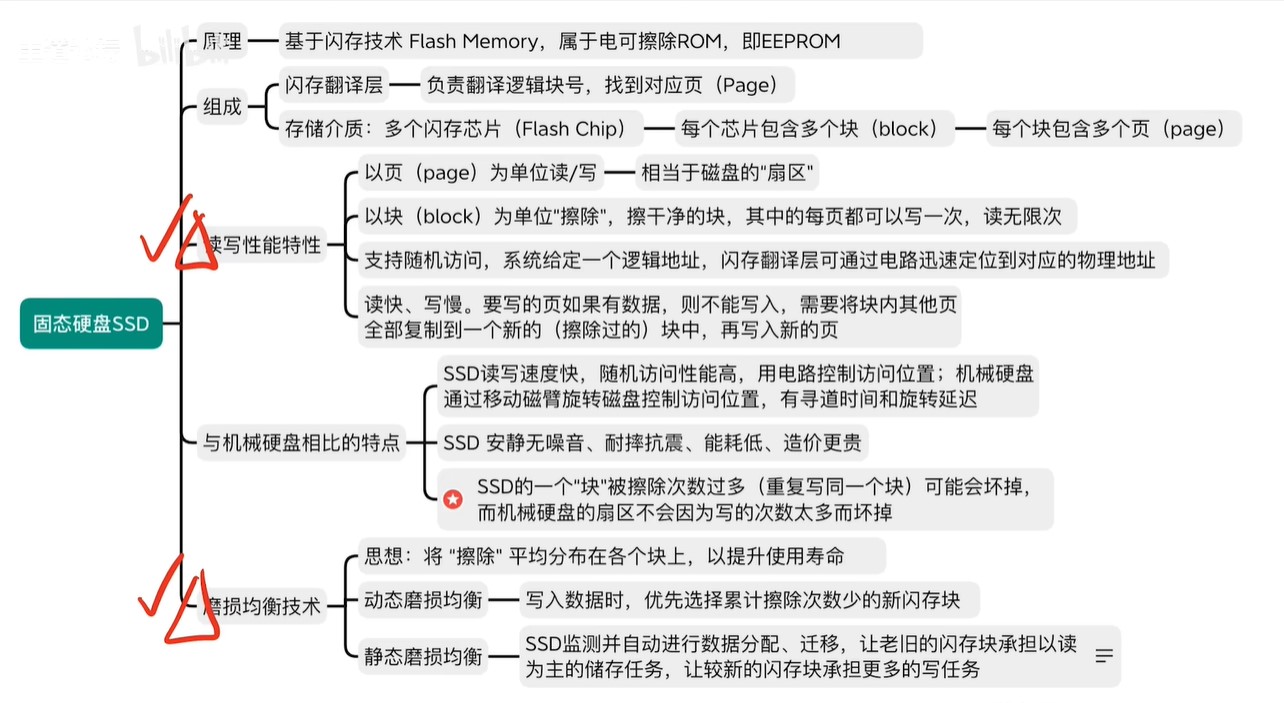 bilibili
原理
基于闪存技术 Flash Memory，属于电可擦除ROM，即EEPROM
组成
闪存翻译层
负责翻译逻辑块号，找到对应页（Page）
存储介质：多个闪存芯片（Flash Chip）
每个芯片包含多个块（block）
每个块包含多个页（page）
读写性能特性
以页（page）为单位读/写
相当于磁盘的"扇区"
以块（block）为单位"擦除"，擦干净的块，其中的每页都可以写一次，读无限次
支持随机访问，系统给定一个逻辑地址，闪存翻译层可通过电路迅速定位到对应的物理地址
读快、写慢。要写的页如果有数据，则不能写入，需要将块内其他页
全部复制到一个新的（擦除过的）块中，再写入新的页
固态硬盘SSD
与机械硬盘相比的特点
SSD读写速度快，随机访问性能高，用电路控制访问位置；机械硬盘
通过移动磁臂旋转磁盘控制访问位置，有寻道时间和旋转延迟
SSD 安静无噪音、耐摔抗震、能耗低、造价更贵
SSD的一个"块"被擦除次数过多（重复写同一个块）可能会坏掉，
而机械硬盘的扇区不会因为写的次数太多而坏掉
磨损均衡技术
思想：将 "擦除" 平均分布在各个块上，以提升使用寿命
动态磨损均衡
写入数据时，优先选择累计擦除次数少的新闪存块
静态磨损均衡
SSD监测并自动进行数据分配、迁移，让老旧的闪存块承担以读
为主的储存任务，让较新的闪存块承担更多的写任务